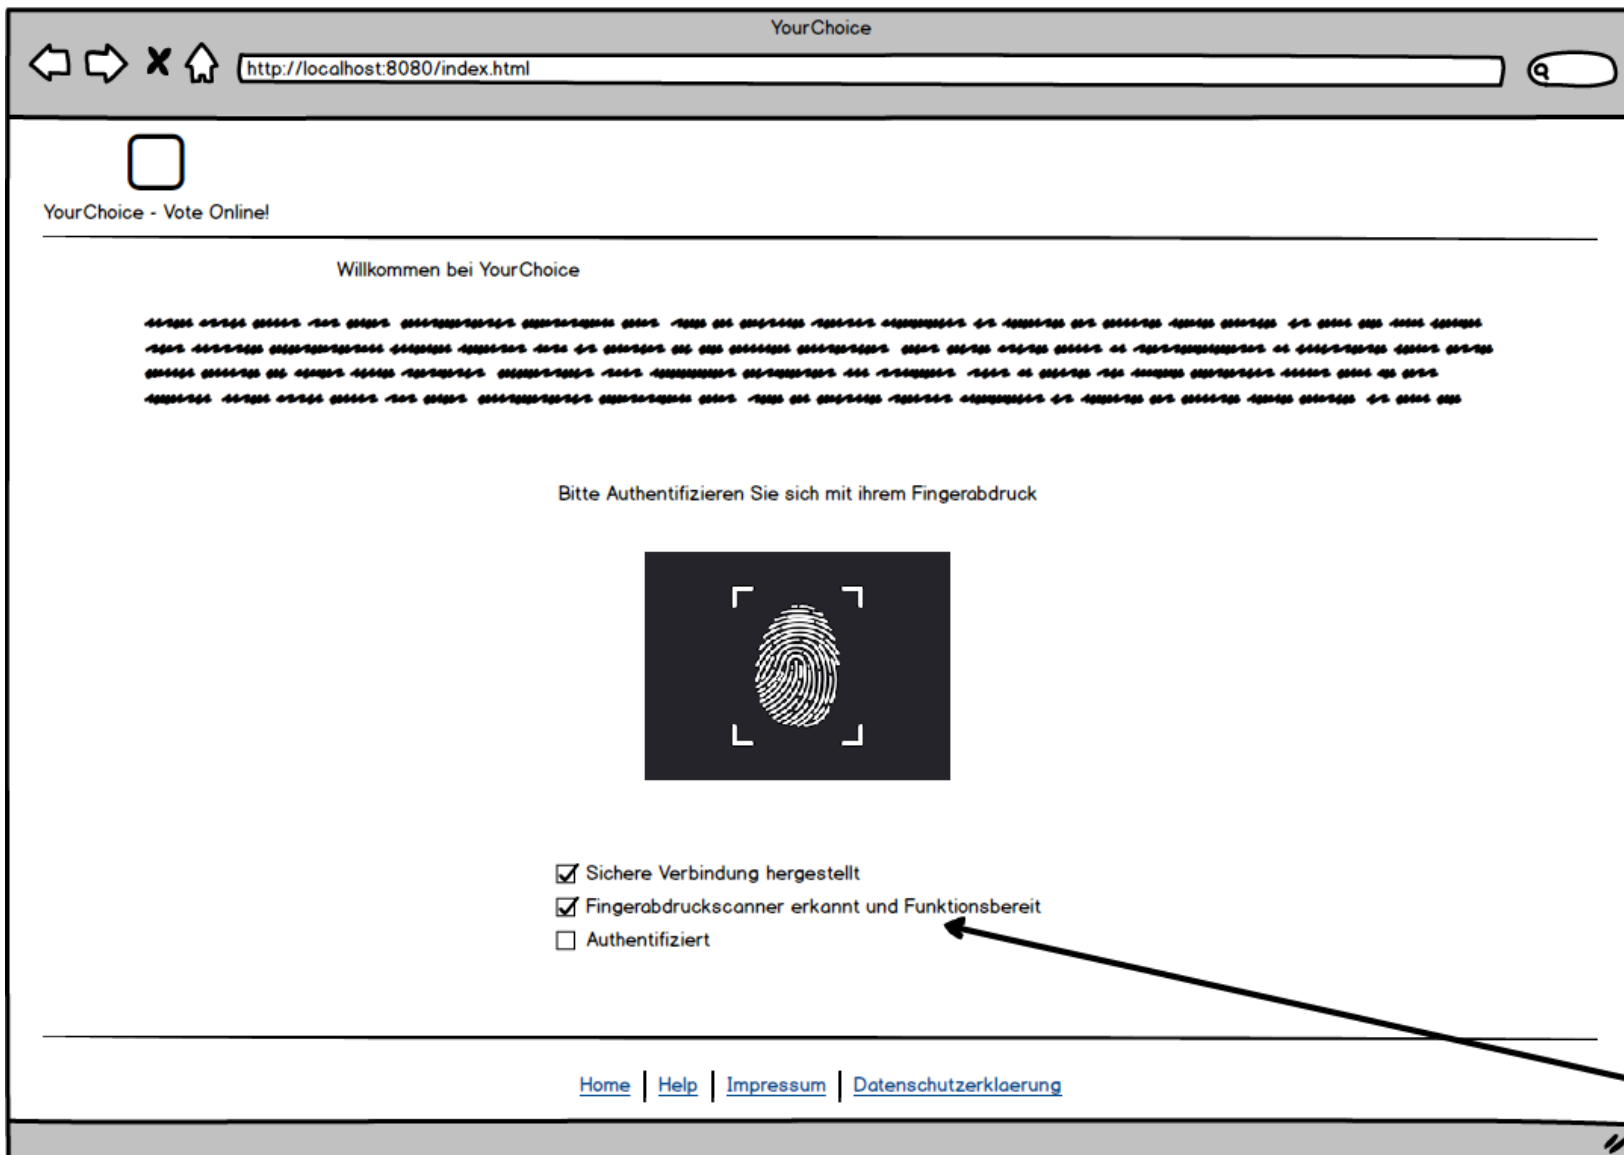 YourChoice
http://localhost:8080/index.html
YourChoice - Vote Online!
Willkommen bei YourChoice
Bitte Authentifizieren Sie sich mit ihrem Fingerabdruck
Sichere Verbindung hergestellt
Fingerabdruckscanner erkannt und Funktionsbereit
Authentifiziert
Home | Help | Impressum | Datenschutzerklaerung